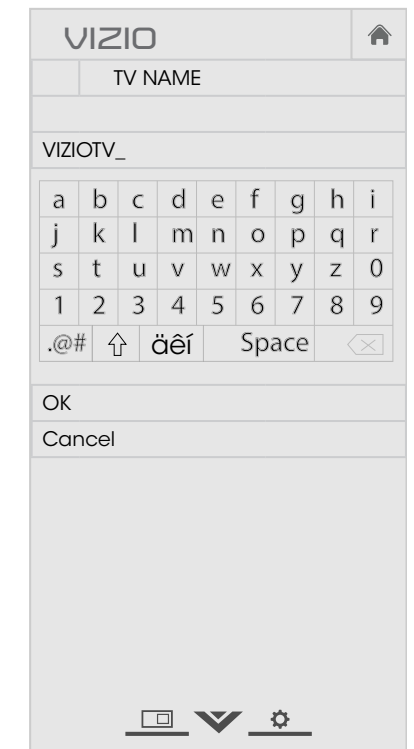 VIZIO
TV NAME
VIZIOTV_
a b c d e f g h i
j k l m n o p q r
s t u v w x y z 0
1 2 3 4 5 6 7 8 9
.@# äêí Space
OK
Cancel